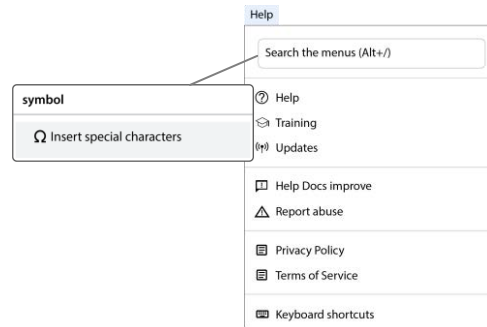 Help
Search the menus (Alt+/)
symbol
Ω Insert special characters
Help
Training
Updates
Help Docs improve
Report abuse
Privacy Policy
Terms of Service
Keyboard shortcuts